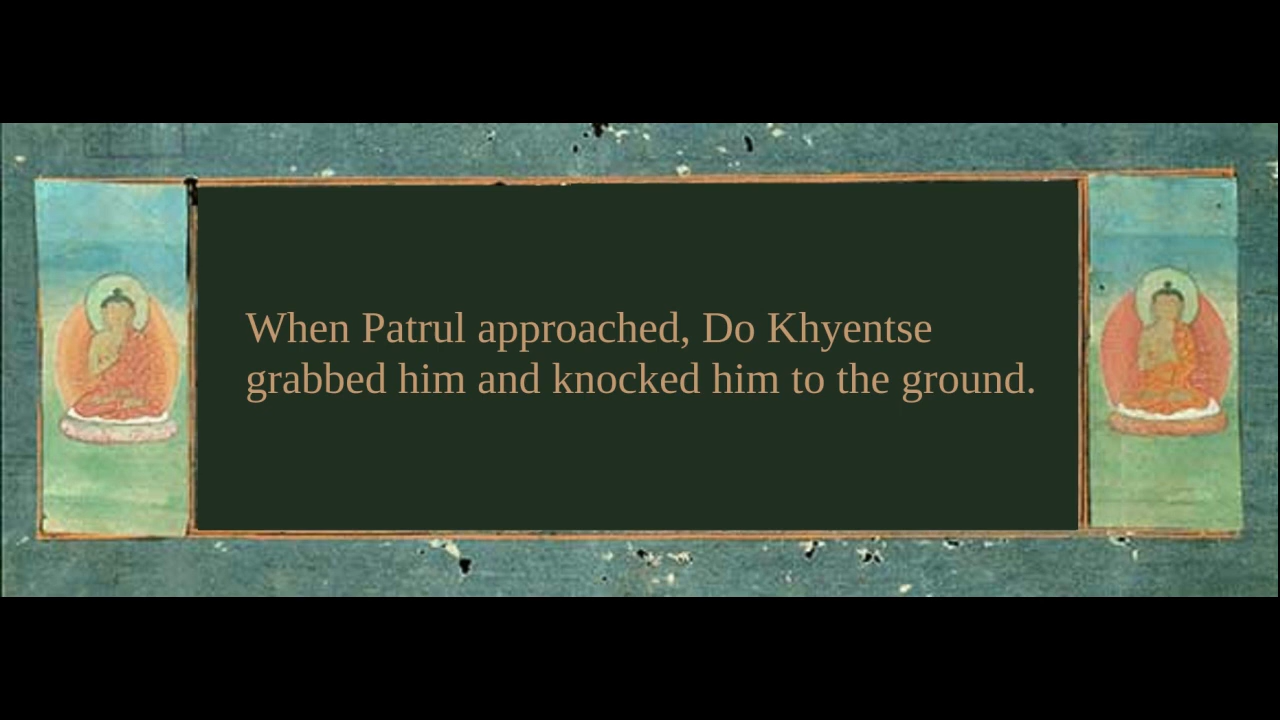 When Patrul approached, Do Khyentse
grabbed him and knocked him to the ground.